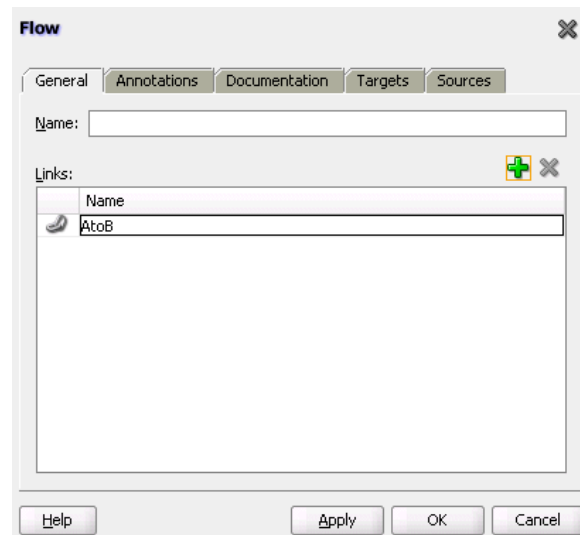 Flow
General Annotations Documentation Targets Sources
Name:
Links:
Name
AtoB
Help Apply OK Cancel